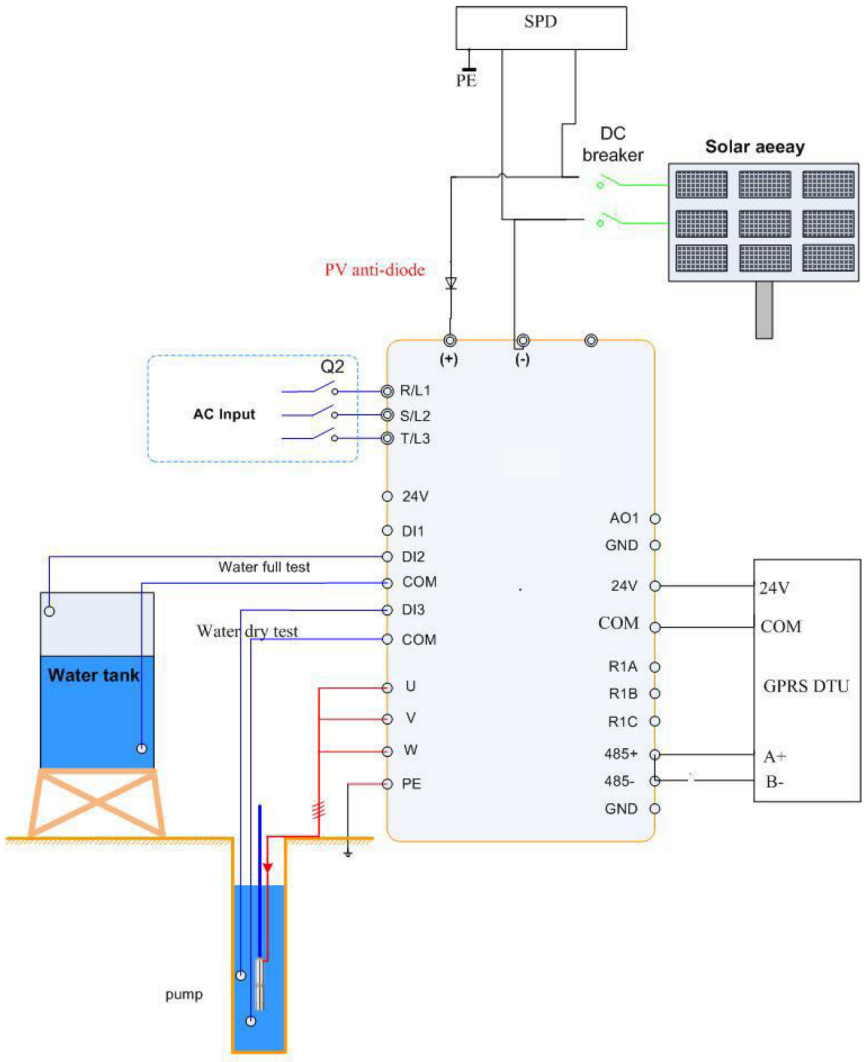 SPD
PE
DC
breaker
Solar aeeay
PV anti-diode
(+)
(-)
Q2
AC Input
R/L1
S/L2
T/L3
24V
DI1
DI2
Water full test
COM
DI3
Water dry test
COM
Water tank
U
V
W
PE
AO1
GND
24V
COM
R1A
R1B
R1C
485+
485-
GND
24V
COM
GPRS DTU
A+
B-
pump